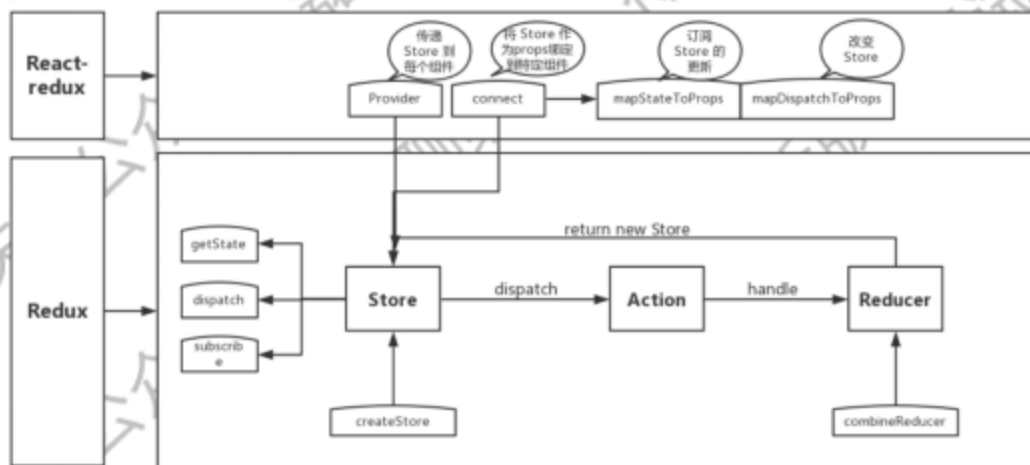 传递
Store 到
每个组件
将 Store 作
为props绑定
到特定组件
订阅
Store 的
更新
改变
Store
React-
redux
Provider
connect
mapStateToProps
mapDispatchToProps
return new Store
getState
dispatch
subscrib
e
Redux
Store
dispatch
Action
handle
Reducer
createStore
combineReducer